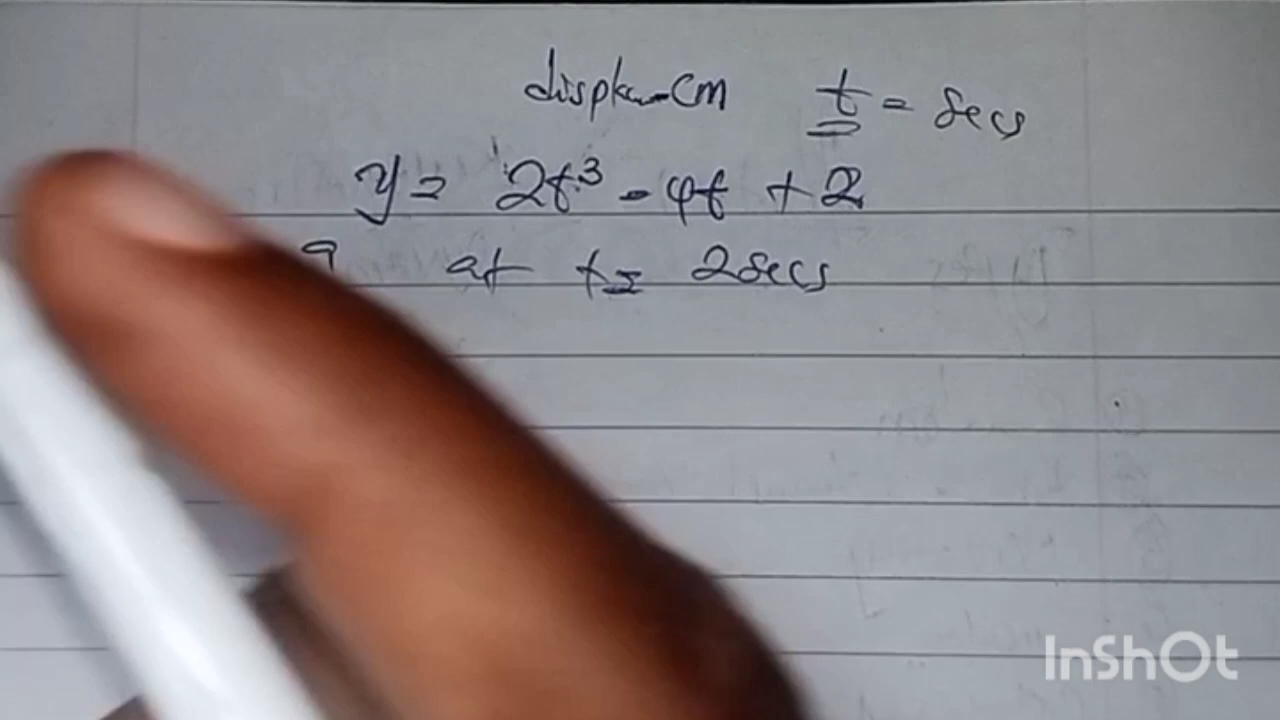 displa-cm t = secs
y = 2t³ - 4t + 2
a at t = 2secs
InShOt